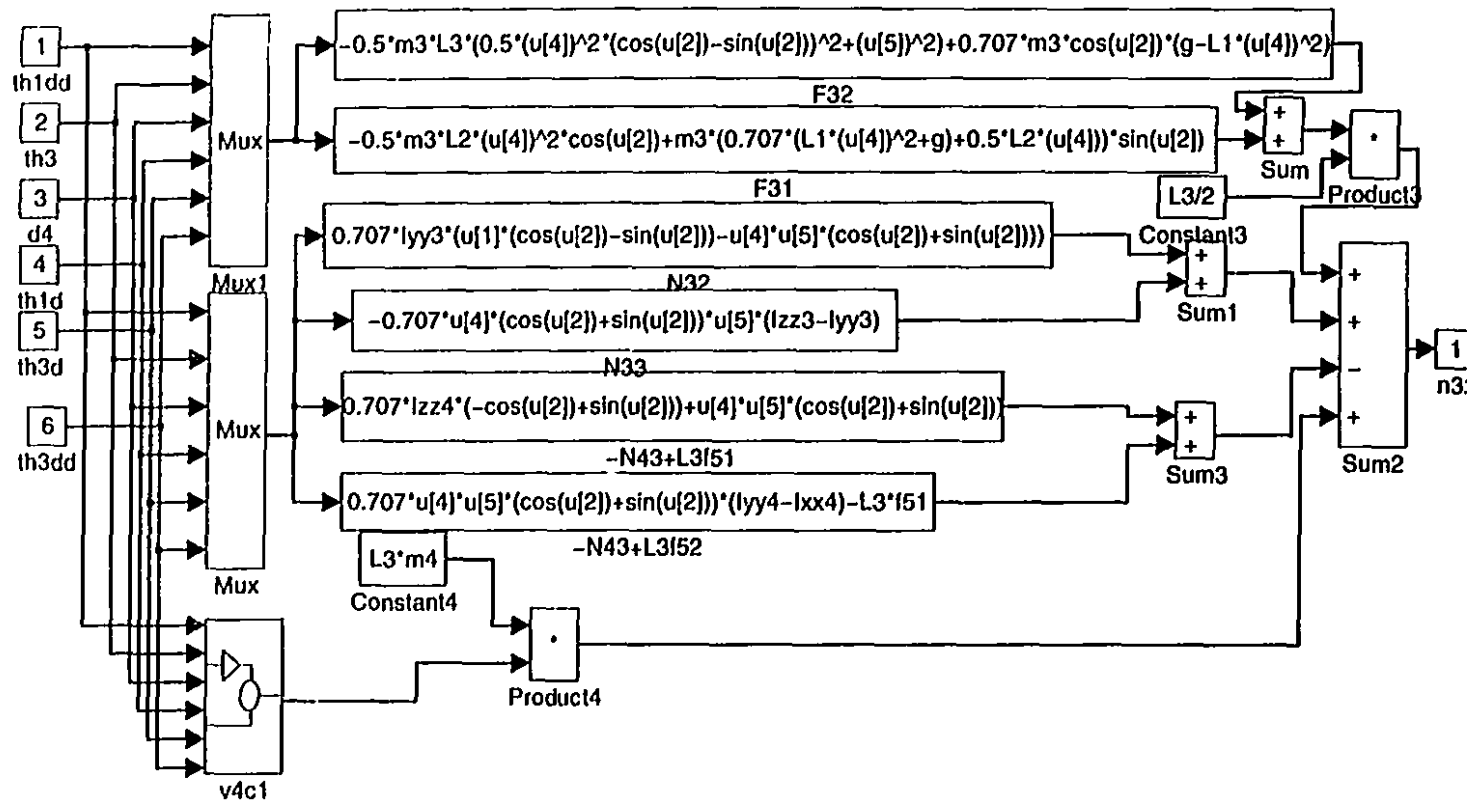 1
th1dd
2
th3
3
d4
4
th1d
5
th3d
6
th3dd
Mux
Mux1
Mux
Mux
v4c1
-0.5*m3*L3*(0.5*(u[4])^2*(cos(u[2])-sin(u[2]))^2+(u[5])^2)+0.707*m3*cos(u[2])*(g-L1*(u[4])^2)
F32
-0.5*m3*L2*(u[4])^2*cos(u[2])+m3*(0.707*(L1*(u[4])^2+g)+0.5*L2*(u[4]))*sin(u[2])
F31
0.707*Iyy3*(u[1]*(cos(u[2])-sin(u[2]))-u[4]*u[5]*(cos(u[2])+sin(u[2])))
N32
-0.707*u[4]*(cos(u[2])+sin(u[2]))*u[5]*(Izz3-Iyy3)
N33
0.707*Izz4*(-cos(u[2])+sin(u[2]))+u[4]*u[5]*(cos(u[2])+sin(u[2]))
-N43+L3f51
0.707*u[4]*u[5]*(cos(u[2])+sin(u[2]))*(Iyy4-Ixx4)-L3*f51
-N43+L3f52
L3*m4
Constant4
*
Product4
+
+
Sum
L3/2
Constant3
*
Product3
+
+
Sum1
+
+
Sum3
+
+
-
+
Sum2
1